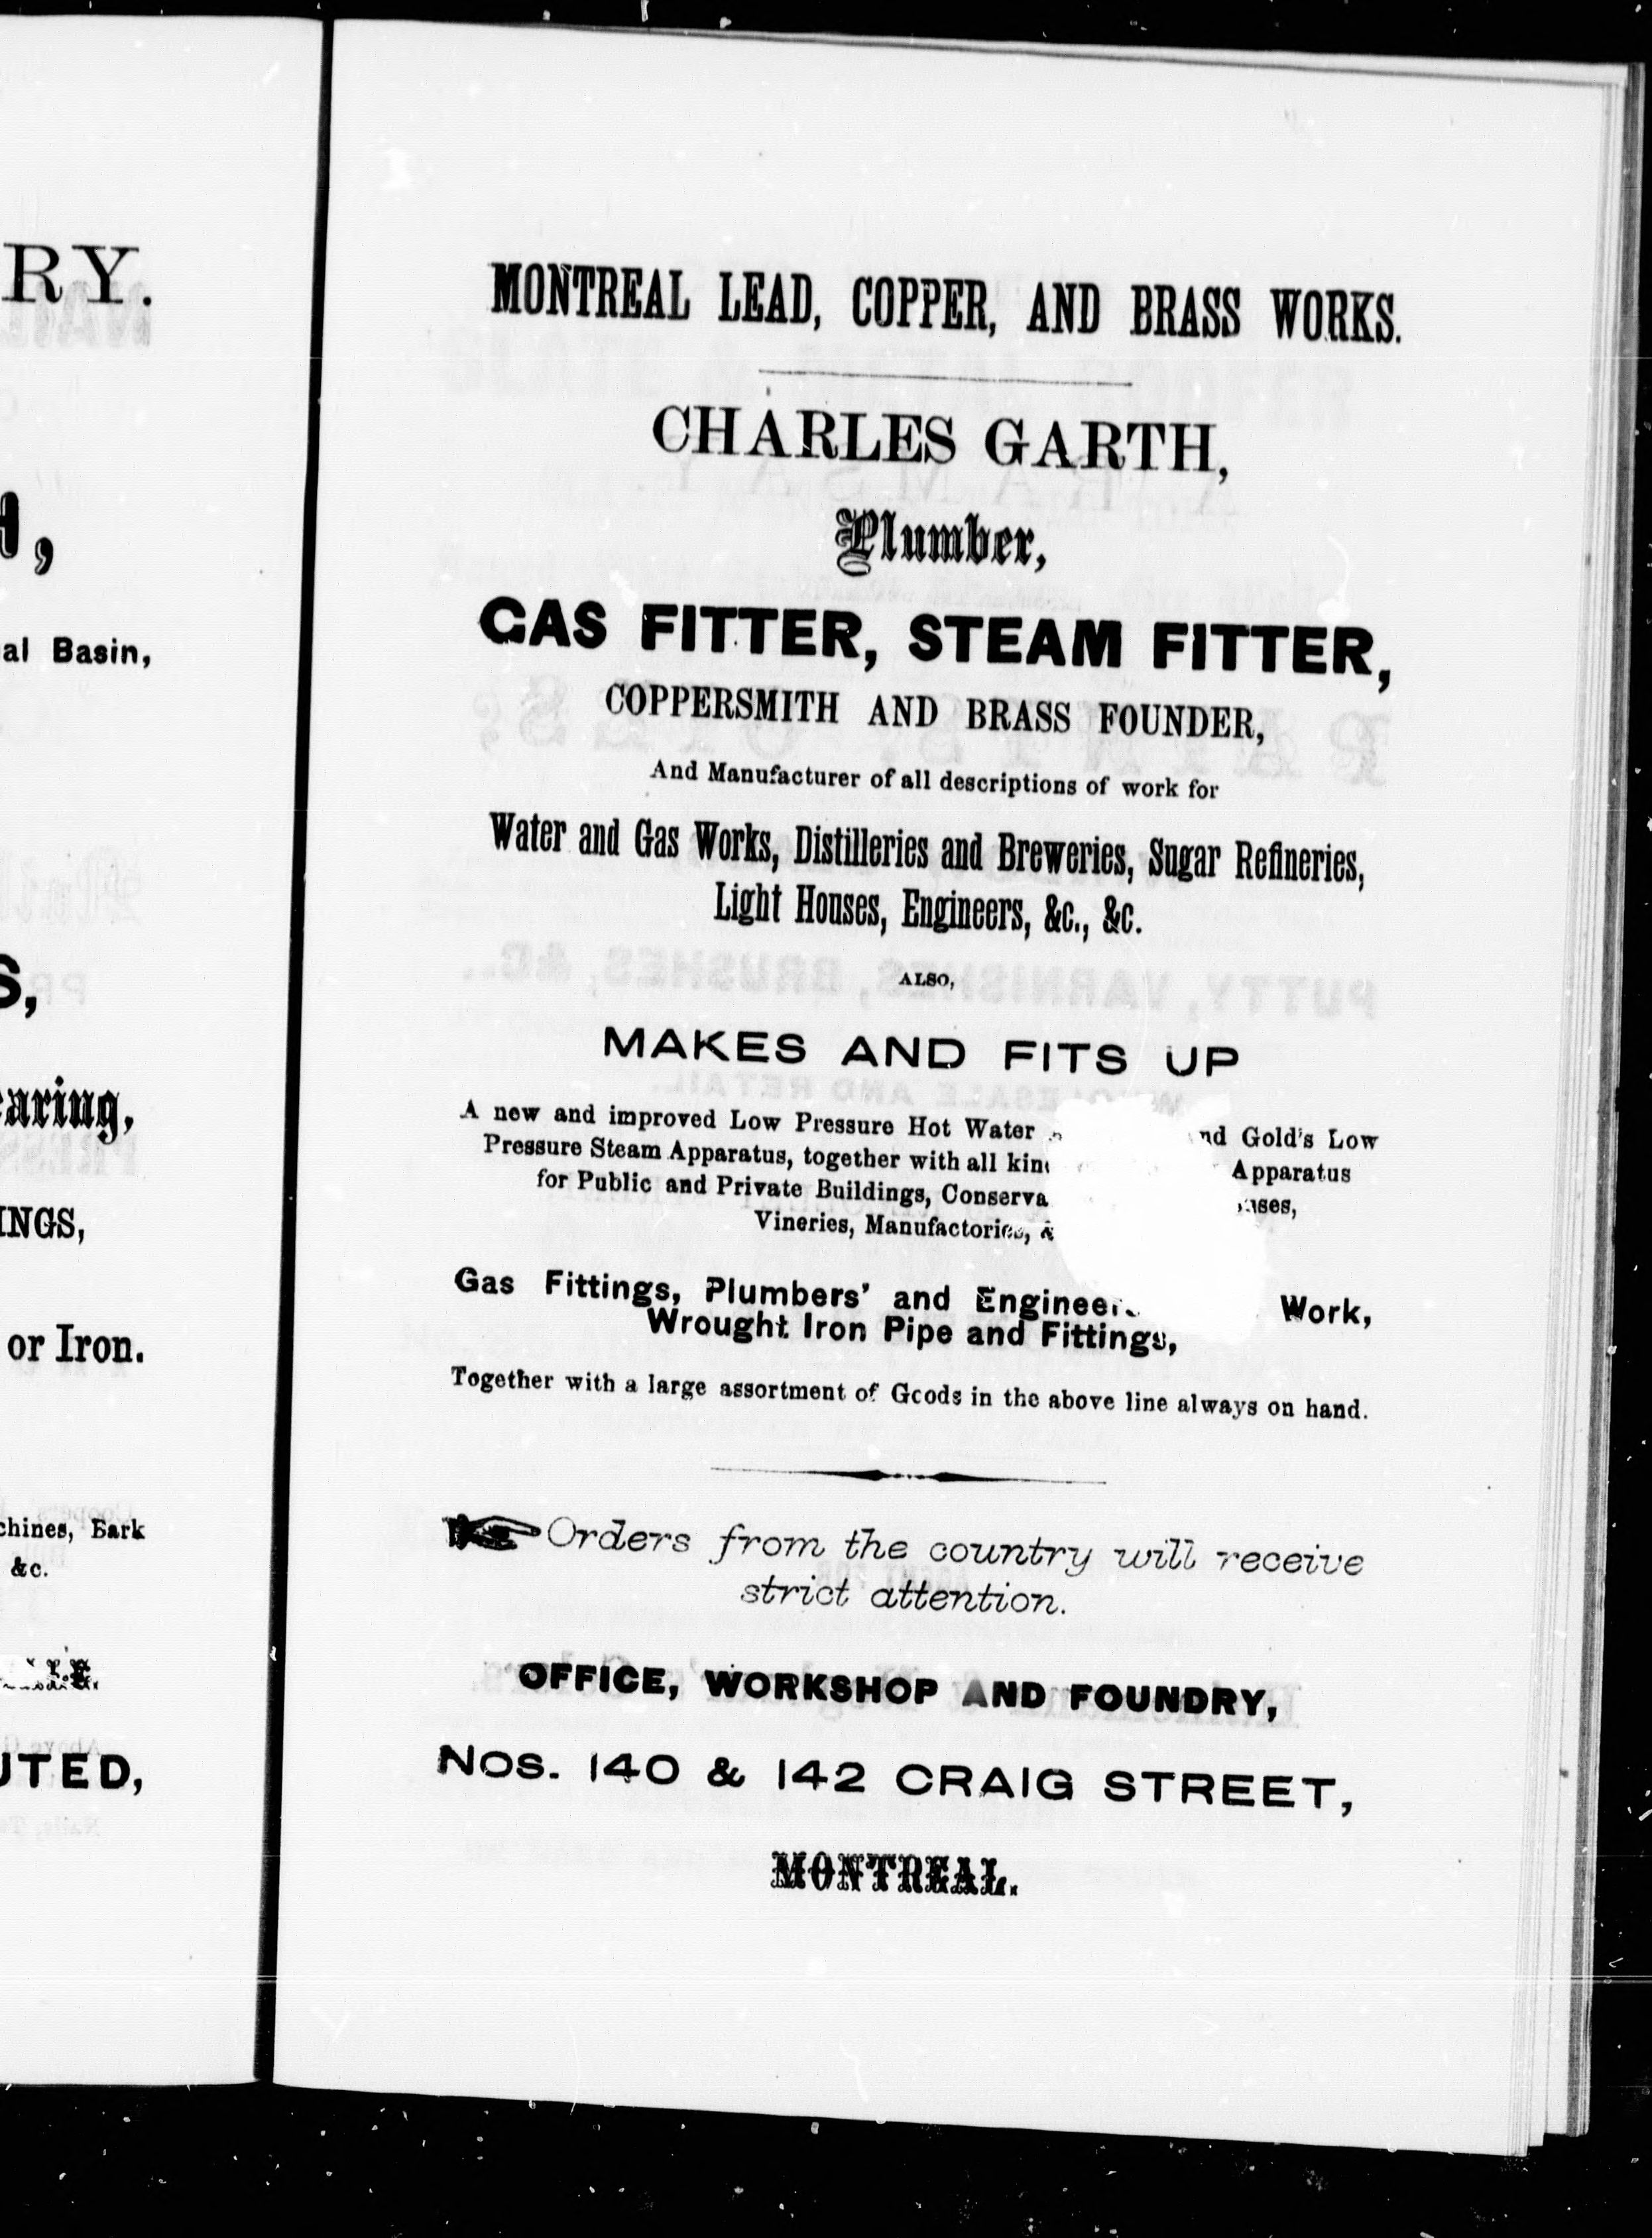 RY.
al Basin,
INGS,
or Iron.
&c.
MONTREAL LEAD, COPPER, AND BRASS WORKS.
CHARLES GARTH,
Plumber,
GAS FITTER, STEAM FITTER,
COPPERSMITH AND BRASS FOUNDER,
And Manufacturer of all descriptions of work for
Water and Gas Works, Distilleries and Breweries, Sugar Refineries,
Light Houses, Engineers, &c., &c.
ALSO,
MAKES AND FITS UP
A new and improved Low Pressure Hot Water Gold's Low
Pressure Steam Apparatus, together with all Apparatus
for Public and Private Buildings,
Vineries, Manufactories,
Gas Fittings, Plumbers' and Work,
Wrought Iron Pipe and Fittings,
Together with a large assortment of Goods in the above line always on hand.
Orders from the country will receive
strict attention.
OFFICE, WORKSHOP AND FOUNDRY,
NOS. 140 & 142 CRAIG STREET,
MONTREAL.